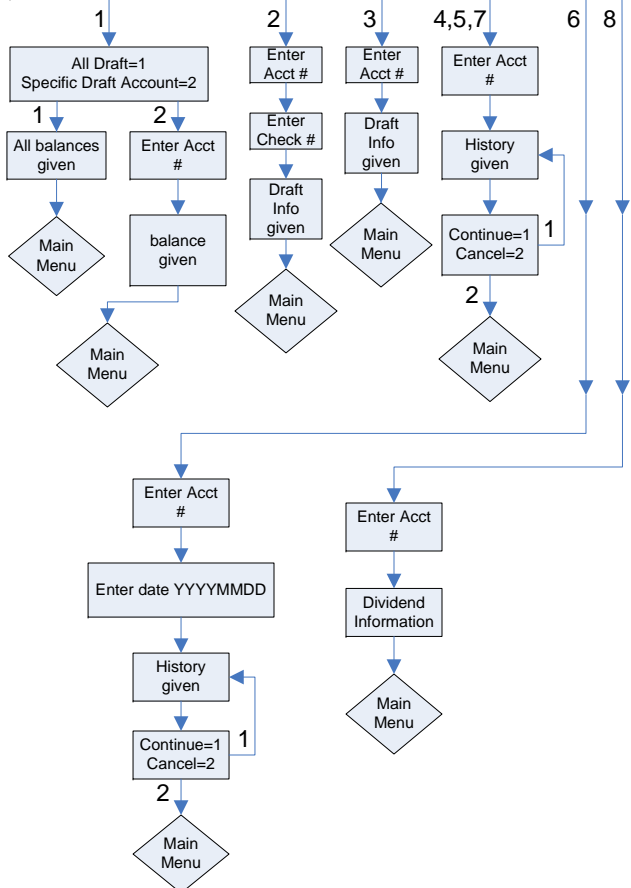 1
2
3
4,5,7
6
8
All Draft=1
Specific Draft Account=2
1
2
All balances
given
Main
Menu
Enter Acct
#
balance
given
Main
Menu
Enter
Acct #
Enter
Check #
Draft
Info
given
Main
Menu
Enter
Acct #
Draft
Info
given
Main
Menu
Enter Acct
#
History
given
Continue=1
Cancel=2
1
2
Main
Menu
Enter Acct
#
Enter date YYYYMMDD
History
given
Continue=1
Cancel=2
1
2
Main
Menu
Enter Acct
#
Dividend
Information
Main
Menu